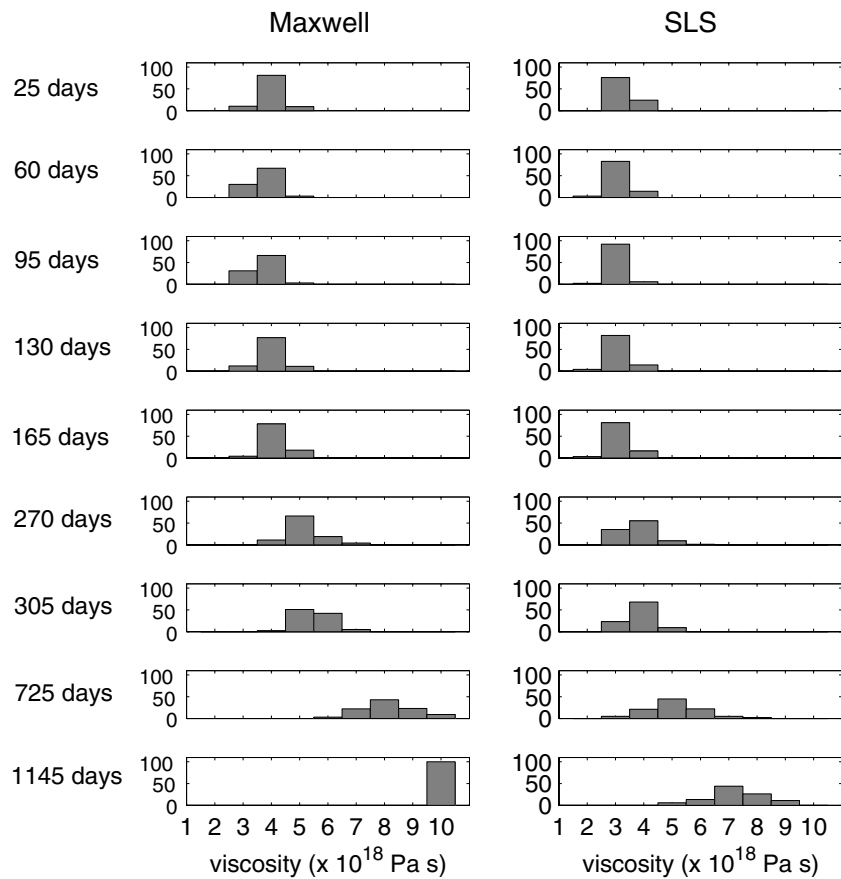 Maxwell SLS
25 days 100 50 0 100 50 0
60 days 100 50 0 100 50 0
95 days 100 50 0 100 50 0
130 days 100 50 0 100 50 0
165 days 100 50 0 100 50 0
270 days 100 50 0 100 50 0
305 days 100 50 0 100 50 0
725 days 100 50 0 100 50 0
1145 days 100 50 0 100 50 0
1 2 3 4 5 6 7 8 9 10 1 2 3 4 5 6 7 8 9 10
viscosity (x 10^18 Pa s) viscosity (x 10^18 Pa s)